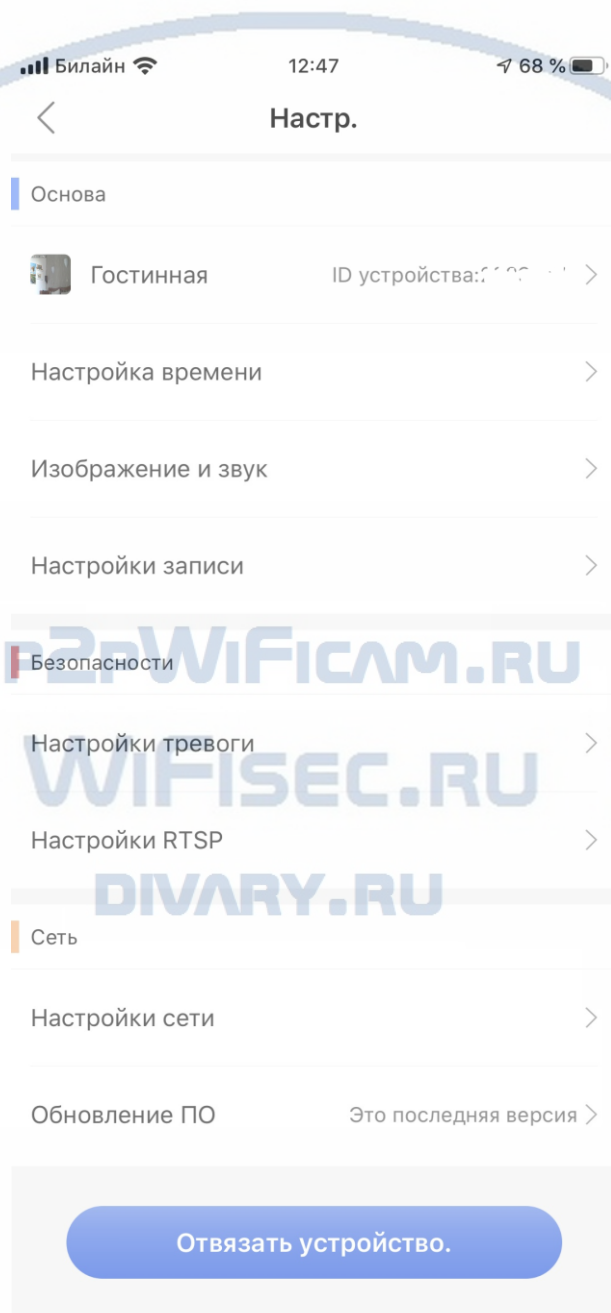 Билайн 12:47 68 %
Настр.
Основа
Гостинная ID устройства:
Настройка времени
Изображение и звук
Настройки записи
P2PWIFICAM.RU
Безопасности
Настройки тревоги
WIFISEC.RU
Настройки RTSP
DIVARY.RU
Сеть
Настройки сети
Обновление ПО Это последняя версия
Отвязать устройство.